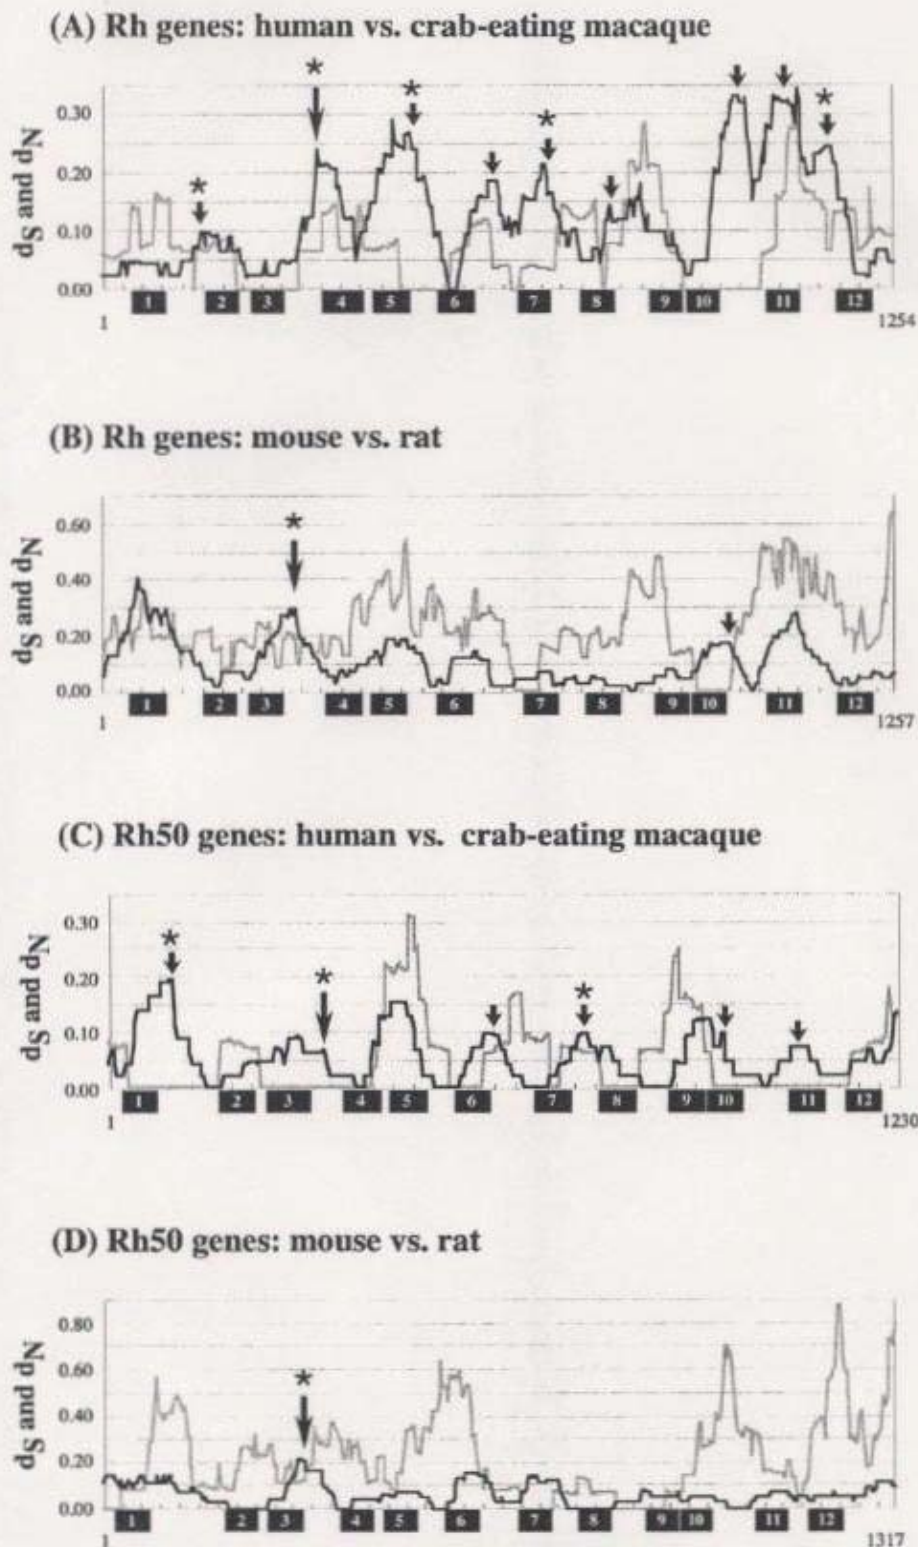 (A) Rh genes: human vs. crab-eating macaque
* * * * *
dS and dN
0.30
0.20
0.10
0.00
1 2 3 4 5 6 7 8 9 10 11 12
1 1254
(B) Rh genes: mouse vs. rat
*
dS and dN
0.60
0.40
0.20
0.00
1 2 3 4 5 6 7 8 9 10 11 12
1 1257
(C) Rh50 genes: human vs. crab-eating macaque
* * *
dS and dN
0.30
0.20
0.10
0.00
1 2 3 4 5 6 7 8 9 10 11 12
1 1230
(D) Rh50 genes: mouse vs. rat
*
dS and dN
0.80
0.60
0.40
0.20
0.00
1 2 3 4 5 6 7 8 9 10 11 12
1 1317